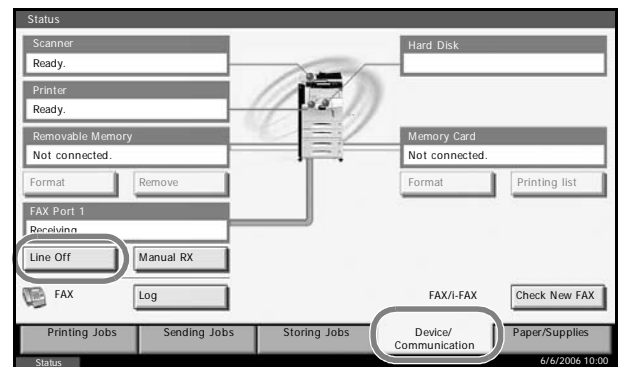 Status
Scanner
Ready.
Hard Disk
Printer
Ready.
Removable Memory
Not connected.
Memory Card
Not connected.
Format
Remove
Format
Printing list
FAX Port 1
Receiving
Line Off
Manual RX
FAX
Log
FAX/i-FAX
Check New FAX
Printing Jobs
Sending Jobs
Storing Jobs
Device/
Communication
Paper/Supplies
Status
6/6/2006 10:00